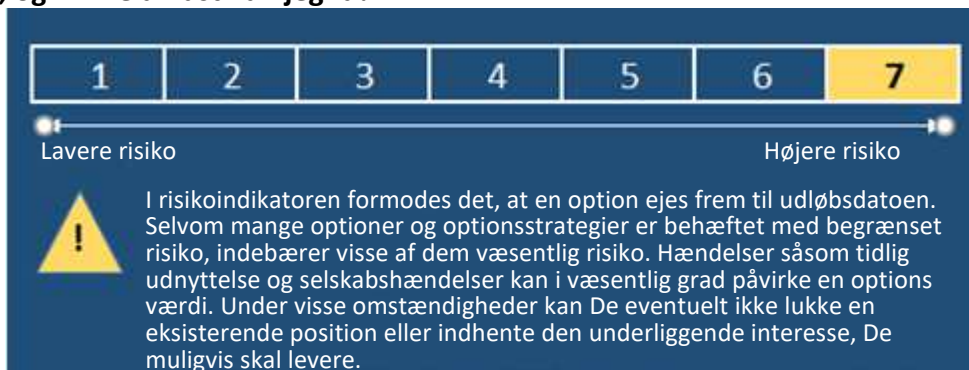 1 2 3 4 5 6 7
Lavere risiko Højere risiko
I risikoindikatoren formodes det, at en option ejes frem til udløbsdatoen.
!
Selvom mange optioner og optionsstrategier er behæftet med begrænset
risiko, indebærer visse af dem væsentlig risiko. Hændelser såsom tidlig
udnyttelse og selskabshændelser kan i væsentlig grad påvirke en options
værdi. Under visse omstændigheder kan De eventuelt ikke lukke en
eksisterende position eller indhente den underliggende interesse, De
muligvis skal levere.